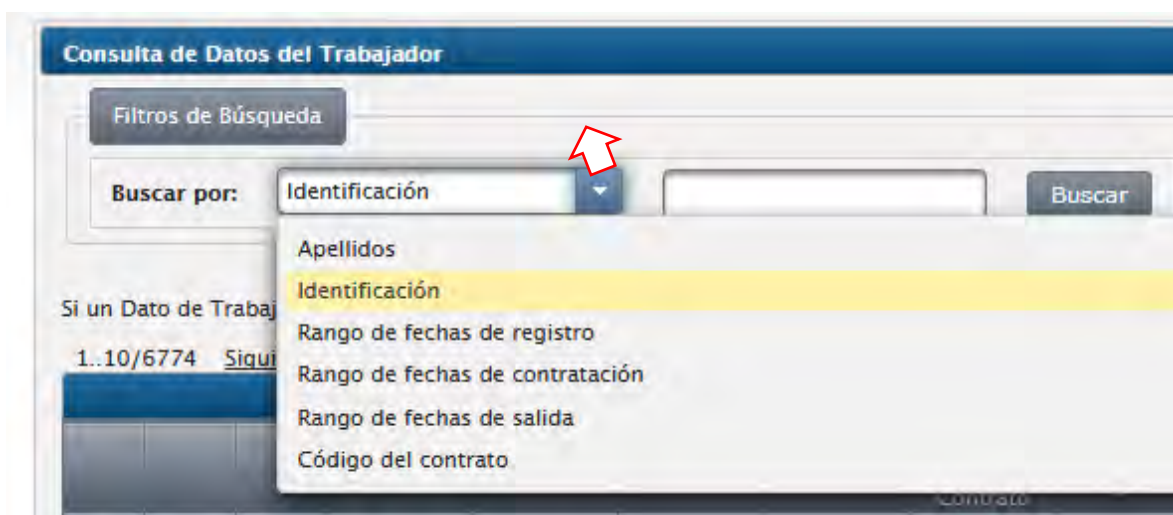 Consulta de Datos del Trabajador
Filtros de Búsqueda
Buscar por:
Identificación
Buscar
Apellidos
Identificación
Rango de fechas de registro
Rango de fechas de contratación
Rango de fechas de salida
Código del contrato
Si un Dato de Trabaj
1..10/6774 Sigui
Contrato